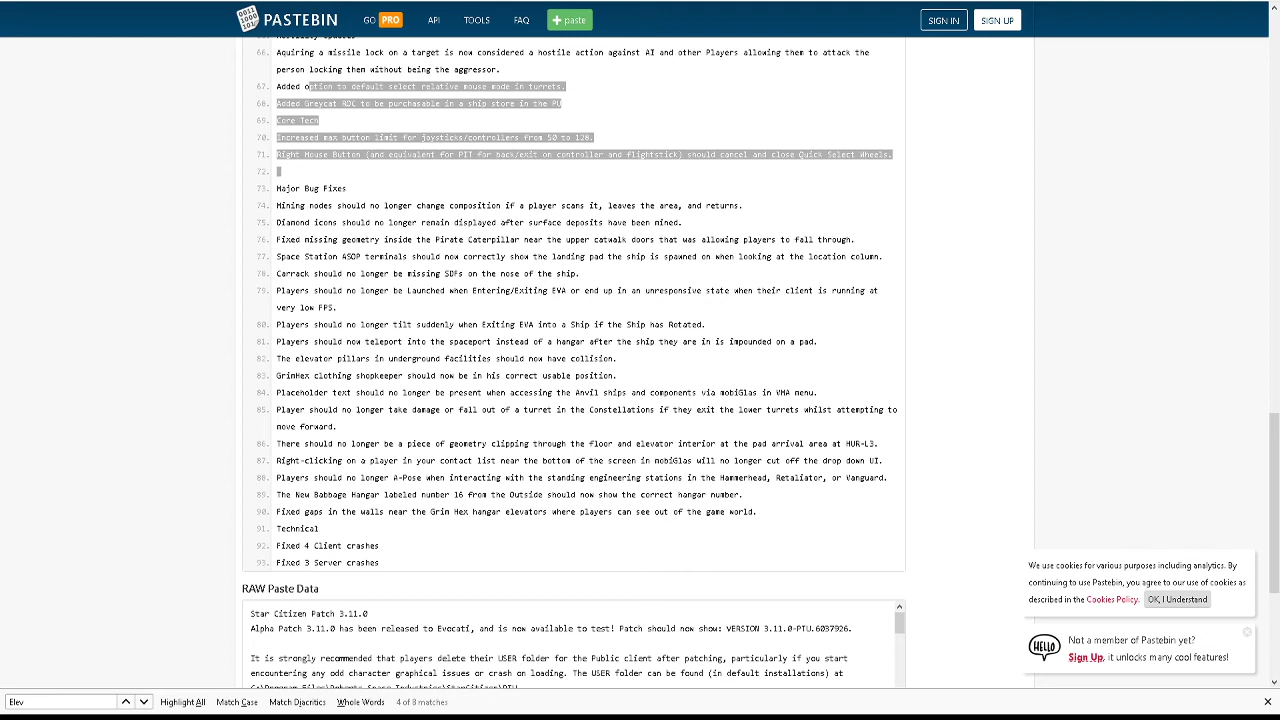 PASTEBIN GO PRO API TOOLS FAQ + paste SIGN IN SIGN UP
66. Aquiring a missile lock on a target is now considered a hostile action against AI and other Players allowing them to attack the
person locking them without being the aggressor.
67. Added option to default select relative mouse mode in turrets.
68. Added Greycat ROC to be purchasable in a ship store in the PU
69. Core Tech
70. Increased max button limit for joysticks/controllers from 50 to 128.
71. Right Mouse Button (and equivalent for PIT for back/exit on controller and flightstick) should cancel and close Quick Select Wheels.
72.
73. Major Bug Fixes
74. Mining nodes should no longer change composition if a player scans it, leaves the area, and returns.
75. Diamond icons should no longer remain displayed after surface deposits have been mined.
76. Fixed missing geometry inside the Pirate Caterpillar near the upper catwalk doors that was allowing players to fall through.
77. Space Station ASOP terminals should now correctly show the landing pad the ship is spawned on when looking at the location column.
78. Carrack should no longer be missing SDFs on the nose of the ship.
79. Players should no longer be Launched when Entering/Exiting EVA or end up in an unresponsive state when their client is running at
very low FPS.
80. Players should no longer tilt suddenly when Exiting EVA into a Ship if the Ship has Rotated.
81. Players should now teleport into the spaceport instead of a hangar after the ship they are in is impounded on a pad.
82. The elevator pillars in underground facilities should now have collision.
83. GrimHex clothing shopkeeper should now be in his correct usable position.
84. Placeholder text should no longer be present when accessing the Anvil ships and components via mobiGlas in VMA menu.
85. Player should no longer take damage or fall out of a turret in the Constellations if they exit the lower turrets whilst attempting to
move forward.
86. There should no longer be a piece of geometry clipping through the floor and elevator interior at the pad arrival area at HUR-L3.
87. Right-clicking on a player in your contact list near the bottom of the screen in mobiGlas will no longer cut off the drop down UI.
88. Players should no longer A-Pose when interacting with the standing engineering stations in the Hammerhead, Retaliator, or Vanguard.
89. The New Babbage Hangar labeled number 16 from the Outside should now show the correct hangar number.
90. Fixed gaps in the walls near the Grim Hex hangar elevators where players can see out of the game world.
91. Technical
92. Fixed 4 Client crashes
93. Fixed 3 Server crashes
RAW Paste Data
Star Citizen Patch 3.11.0
Alpha Patch 3.11.0 has been released to Evocati, and is now available to test! Patch should now show: VERSION 3.11.0-PTU.6037926.
It is strongly recommended that players delete their USER folder for the Public client after patching, particularly if you start
encountering any odd character graphical issues or crash on loading. The USER folder can be found (in default installations) at
We use cookies for various purposes including analytics. By
continuing to use Pastebin, you agree to our use of cookies as
described in the Cookies Policy. OK, I Understand
HELLO
Not a member of Pastebin yet?
Sign Up, it unlocks many cool features!
Elev Highlight All Match Case Match Diacritics Whole Words 4 of 8 matches